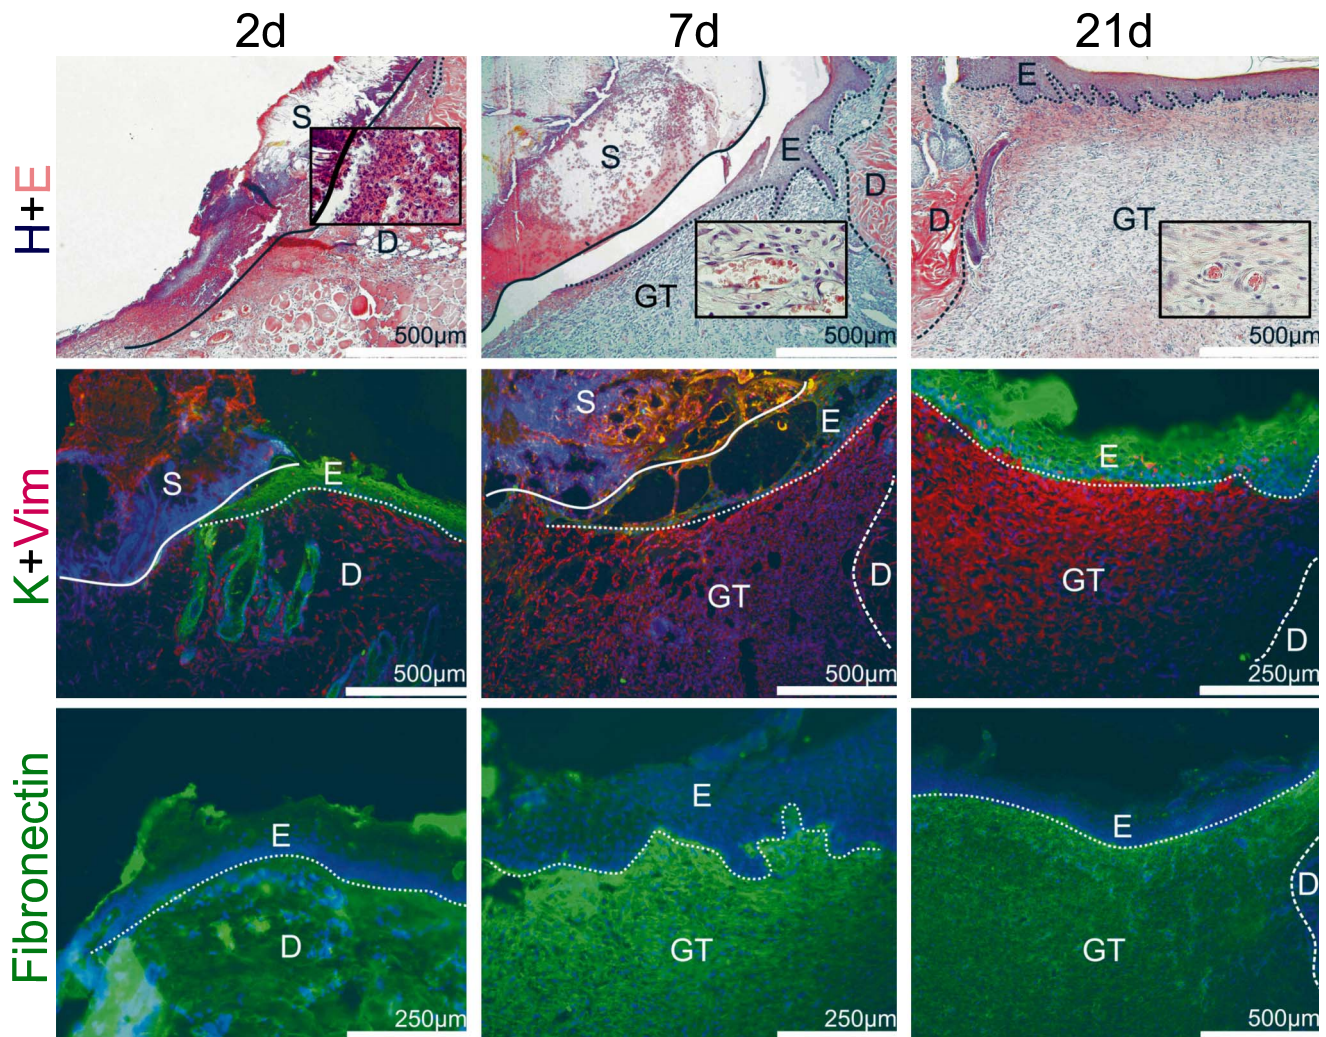 2d 7d 21d
H+E
S
D
500µm
S
E
D
GT
500µm
E
D
GT
500µm
K+Vim
S
E
D
500µm
S
E
GT
D
500µm
E
GT
D
250µm
Fibronectin
E
D
250µm
E
GT
250µm
E
D
GT
500µm